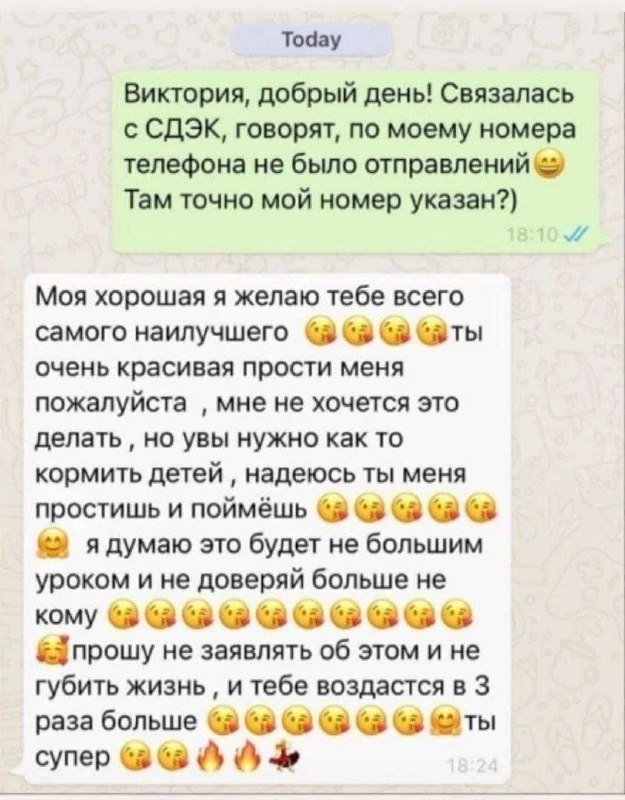 Today
Виктория, добрый день! Связалась
с СДЭК, говорят, по моему номера
телефона не было отправлений😄
Там точно мой номер указан?)
18:10
Моя хорошая я желаю тебе всего
самого наилучшего 😘😘😘😘ты
очень красивая прости меня
пожалуйста , мне не хочется это
делать , но увы нужно как то
кормить детей , надеюсь ты меня
простишь и поймёшь 😘😘😘😘😘
🤗 я думаю это будет не большим
уроком и не доверяй больше не
кому 😘😘😘😘😘😘😘😘😘😘
🥰прошу не заявлять об этом и не
губить жизнь , и тебе воздастся в 3
раза больше 😘😘😘😘😘😘🤗ты
супер 😘😘🔥🔥💃
18:24